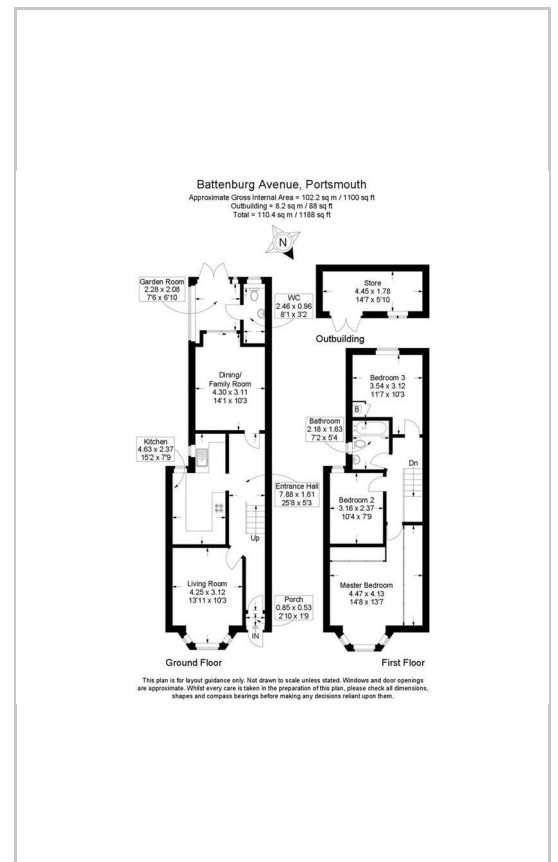 Battenburg Avenue, Portsmouth
Approximate Gross Internal Area = 102.2 sq m / 1100 sq ft
Outbuilding = 8.2 sq m / 88 sq ft
Total = 110.4 sq m / 1188 sq ft
N
Garden Room
2.28 x 2.08
7'6 x 6'10
WC
2.46 x 0.96
8'1 x 3'2
Store
4.45 x 1.78
14'7 x 5'10
Outbuilding
Dining/
Family Room
4.30 x 3.11
14'1 x 10'3
Bedroom 3
3.54 x 3.12
11'7 x 10'3
B
Kitchen
4.63 x 2.37
15'2 x 7'9
Bathroom
2.18 x 1.63
7'2 x 5'4
Dn
Entrance Hall
7.88 x 1.61
25'8 x 5'3
Bedroom 2
3.16 x 2.37
10'4 x 7'9
Up
Living Room
4.25 x 3.12
13'11 x 10'3
Master Bedroom
4.47 x 4.13
14'8 x 13'7
Porch
0.85 x 0.53
2'10 x 1'9
IN
Ground Floor
First Floor
This plan is for layout guidance only. Not drawn to scale unless stated. Windows and door openings
are approximate. Whilst every care is taken in the preparation of this plan, please check all dimensions,
shapes and compass bearings before making any decisions reliant upon them.